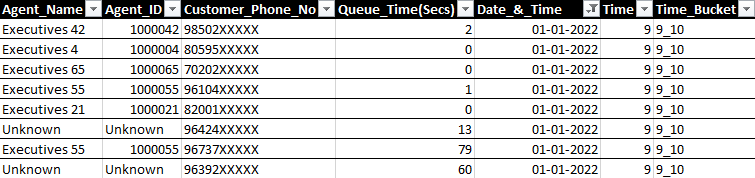 Agent_Name Agent_ID Customer_Phone_No Queue_Time(Secs) Date_&_Time Time Time_Bucket
Executives 42 1000042 98502XXXXX 2 01-01-2022 9 9_10
Executives 4 1000004 80595XXXXX 0 01-01-2022 9 9_10
Executives 65 1000065 70202XXXXX 0 01-01-2022 9 9_10
Executives 55 1000055 96104XXXXX 1 01-01-2022 9 9_10
Executives 21 1000021 82001XXXXX 0 01-01-2022 9 9_10
Unknown Unknown 96424XXXXX 13 01-01-2022 9 9_10
Executives 55 1000055 96737XXXXX 79 01-01-2022 9 9_10
Unknown Unknown 96392XXXXX 60 01-01-2022 9 9_10